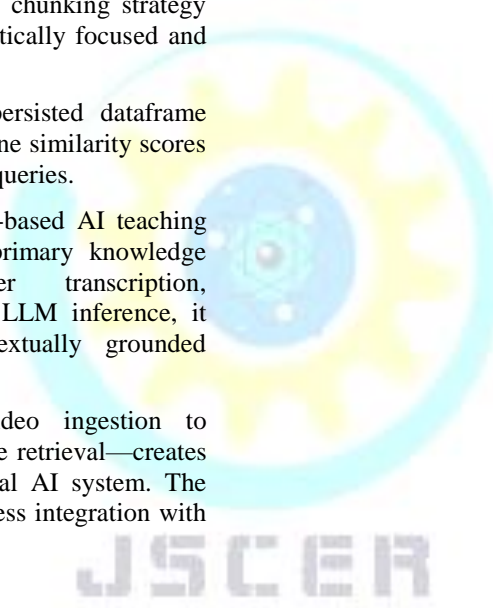 chunking strategy
tically focused and
persisted dataframe
ne similarity scores
queries.
-based AI teaching
primary knowledge
er transcription,
LLM inference, it
extually grounded
deo ingestion to
e retrieval—creates
al AI system. The
ess integration with
JSCER